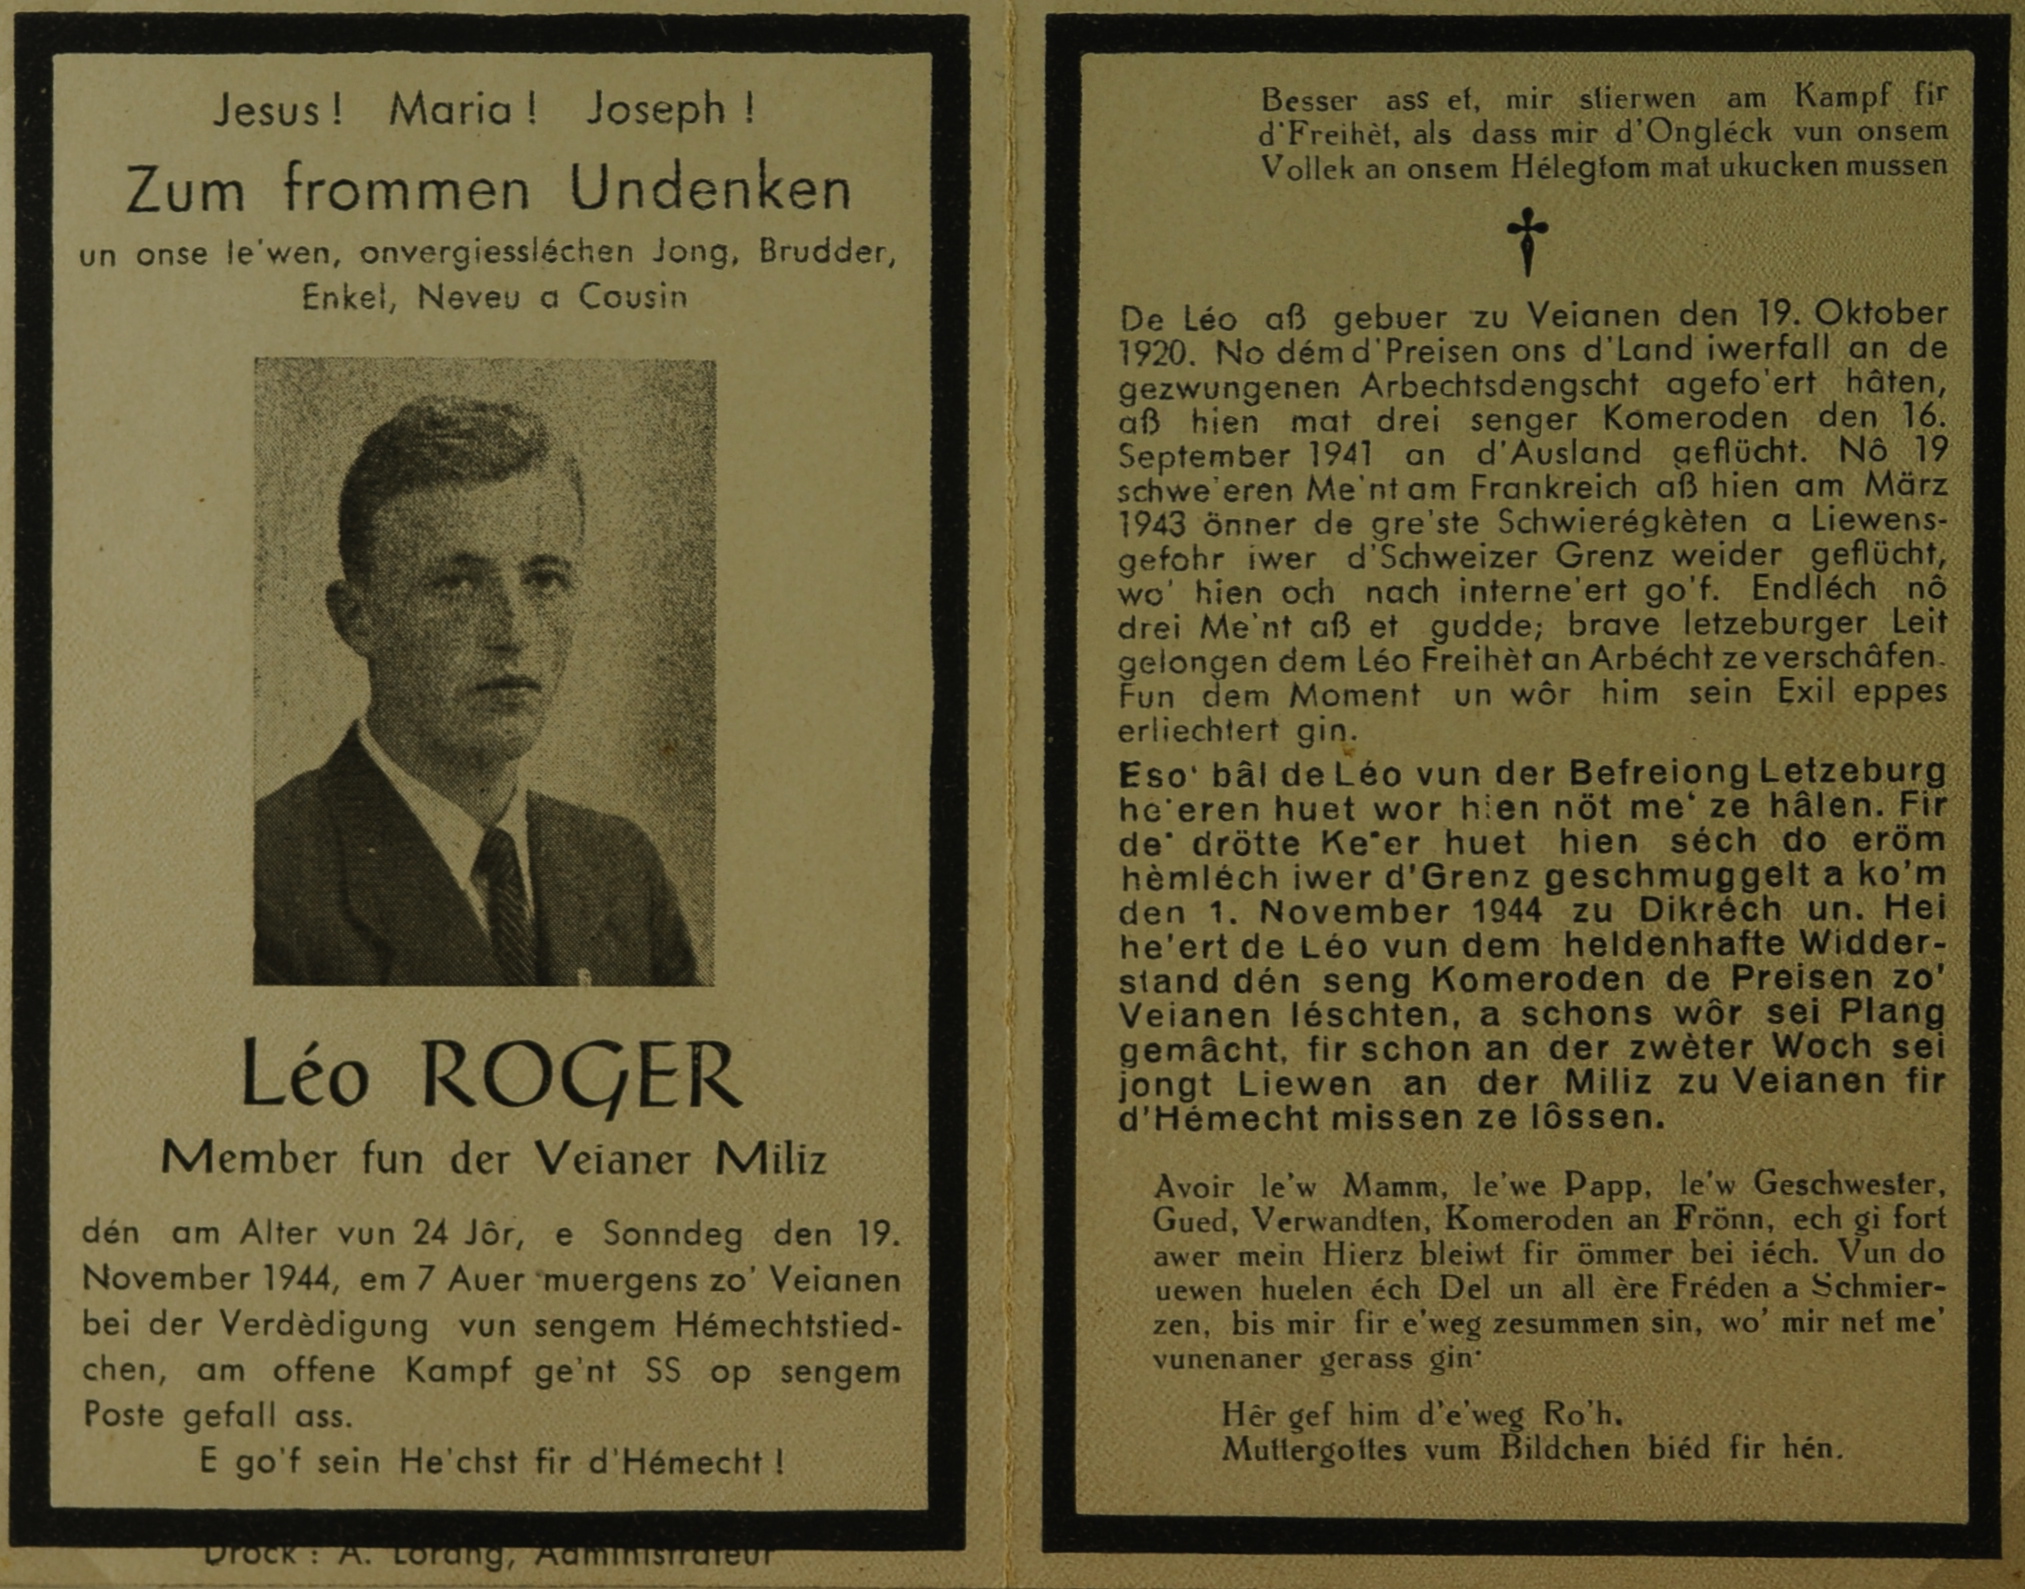 Jesus! Maria! Joseph!
Zum frommen Undenken
un onse le'wen, onvergiessléchen Jong, Brudder,
Enkel, Neveu a Cousin
Léo ROGER
Member fun der Veianer Miliz
dén am Alter vun 24 Jôr, e Sonndeg den 19.
November 1944, em 7 Auer muergens zo' Veianen
bei der Verdèdigung vun sengem Hémechtstied-
chen, am offene Kampf ge'nt SS op sengem
Poste gefall ass.
E go'f sein He'chst fir d'Hémecht!
Drock: A. Lorang, Administrateur
Besser ass et, mir stierwen am Kampf fir
d'Freihèt, als dass mir d'Ongléck vun onsem
Vollek an onsem Hélegtom mat ukucken mussen
De Léo aß gebuer zu Veianen den 19. Oktober
1920. No dém d'Preisen ons d'Land iwerfall an de
gezwungenen Arbechtsdengscht agefo'ert hâten,
aß hien mat drei senger Komeroden den 16.
September 1941 an d'Ausland geflücht. Nô 19
schwe'eren Me'nt am Frankreich aß hien am März
1943 önner de gre'ste Schwierégkèten a Liewens-
gefohr iwer d'Schweizer Grenz weider geflücht,
wo' hien och nach interne'ert go'f. Endléch nô
drei Me'nt aß et gudde; brave letzeburger Leit
gelongen dem Léo Freihèt an Arbécht ze verschâfen.
Fun dem Moment un wôr him sein Exil eppes
erliechtert gin.
Eso' bâl de Léo vun der Befreiong Letzeburg
he'eren huet wor hien nöt me' ze hâlen. Fir
de' drötte Ke'er huet hien séch do eröm
hèmléch iwer d'Grenz geschmuggelt a ko'm
den 1. November 1944 zu Dikréch un. Hei
he'ert de Léo vun dem heldenhafte Widder-
stand dén seng Komeroden de Preisen zo'
Veianen léschten, a schons wôr sei Plang
gemâcht, fir schon an der zwèter Woch sei
jongt Liewen an der Miliz zu Veianen fir
d'Hémecht missen ze lôssen.
Avoir le'w Mamm, le'we Papp, le'w Geschwester,
Gued, Verwandten, Komeroden an Frönn, ech gi fort
awer mein Hierz bleiwt fir ömmer bei iéch. Vun do
uewen huelen éch Del un all ère Fréden a Schmier-
zen, bis mir fir e'weg zesummen sin, wo' mir net me'
vunenaner gerass gin'
Hêr gef him d'e'weg Ro'h.
Muttergottes vum Bildchen biéd fir hén.